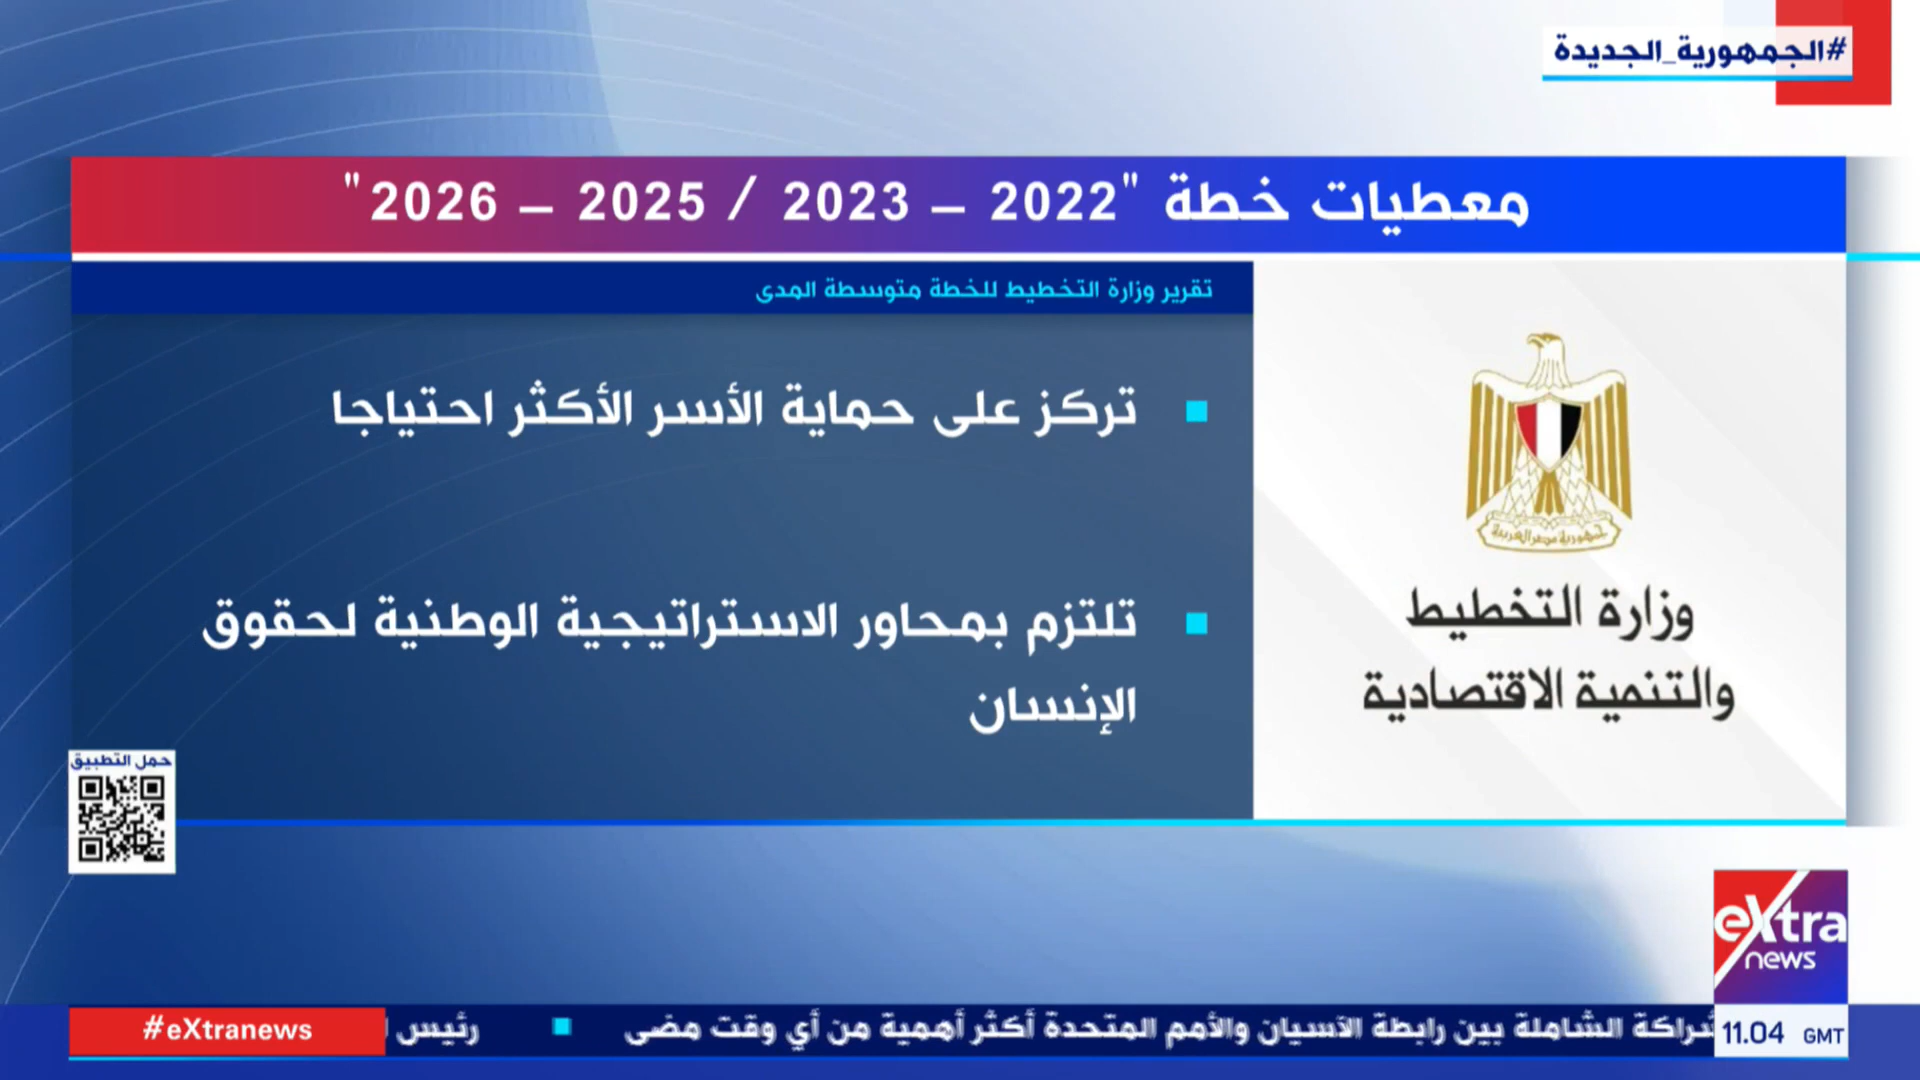 #الجمهورية_الجديدة
معطيات خطة "2022 – 2023 / 2025 – 2026"
تقرير وزارة التخطيط للخطة متوسطة المدى
تركز على حماية الأسر الأكثر احتياجا
تلتزم بمحاور الاستراتيجية الوطنية لحقوق
الإنسان
جمهورية مصر العربية
وزارة التخطيط
والتنمية الاقتصادية
حمل التطبيق
eXtra
news
شراكة الشاملة بين رابطة الآسيان والأمم المتحدة أكثر أهمية من أي وقت مضى ▪ رئيس
#eXtranews
11.04 GMT